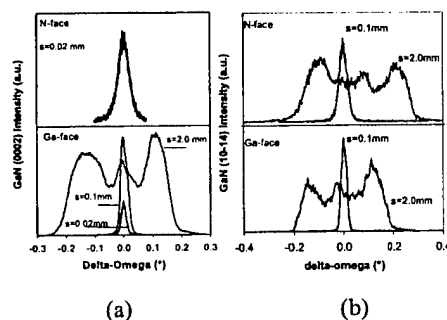 N-face
s=0.02 mm
Ga-face
s=2.0 mm
s=0.1mm
s=0.02mm
GaN (0002) Intensity (a.u.)
-0.3 -0.2 -0.1 0.0 0.1 0.2 0.3
Delta-Omega (°)
(a)
N-face
s=0.1mm
s=2.0mm
Ga-face
s=0.1mm
s=2.0mm
GaN (10-14) Intensity (a.u.)
-0.4 -0.2 0.0 0.2 0.4
delta-omega (°)
(b)